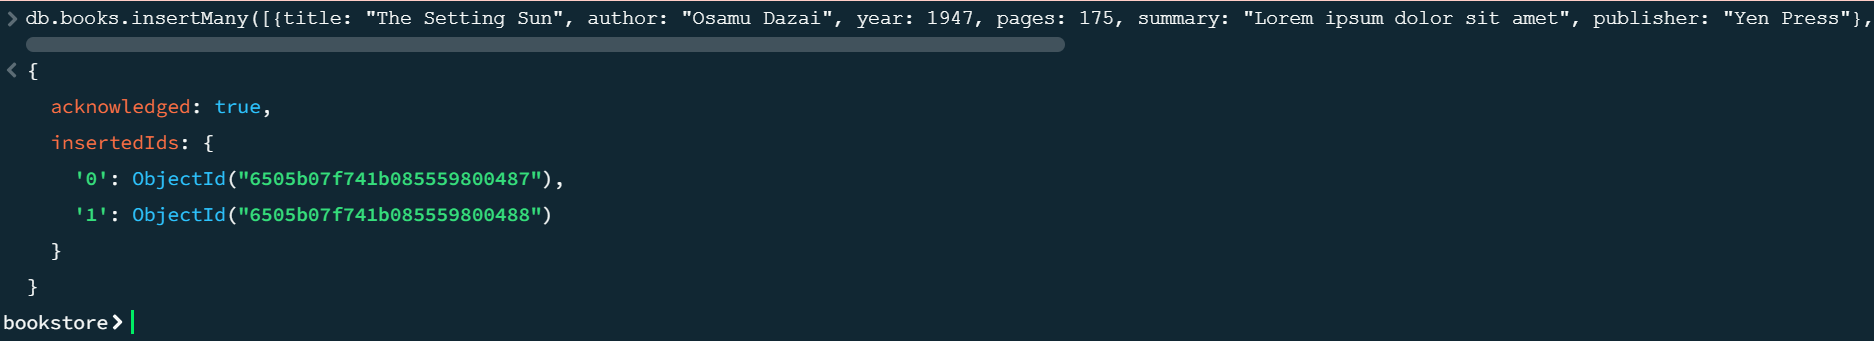 db.books.insertMany([{title: "The Setting Sun", author: "Osamu Dazai", year: 1947, pages: 175, summary: "Lorem ipsum dolor sit amet", publisher: "Yen Press"},
{
acknowledged: true,
insertedIds: {
'0': ObjectId("6505b07f741b085559800487"),
'1': ObjectId("6505b07f741b085559800488")
}
}
bookstore>